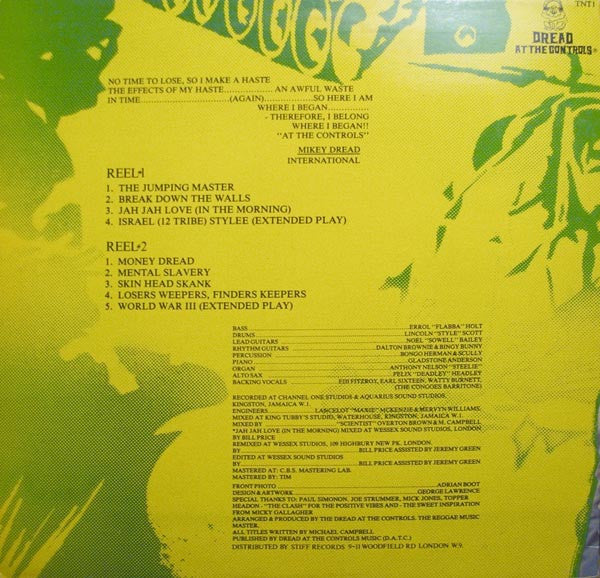 TNT1
DREAD
AT THE CONTROLS
NO TIME TO LOSE, SO I MAKE A HASTE
THE EFFECTS OF MY HASTE................. AN AWFUL WASTE
IN TIME.............................(AGAIN)................SO HERE I AM
WHERE I BEGAN..............
- THEREFORE, I BELONG
WHERE I BEGAN!!
"AT THE CONTROLS"
MIKEY DREAD
INTERNATIONAL
REEL*1
1. THE JUMPING MASTER
2. BREAK DOWN THE WALLS
3. JAH JAH LOVE (IN THE MORNING)
4. ISRAEL (12 TRIBE) STYLEE (EXTENDED PLAY)
REEL*2
1. MONEY DREAD
2. MENTAL SLAVERY
3. SKIN HEAD SKANK
4. LOSERS WEEPERS, FINDERS KEEPERS
5. WORLD WAR III (EXTENDED PLAY)
BASS..........ERROL "FLABBA" HOLT
DRUMS..........LINCOLN "STYLE" SCOTT
LEAD GUITARS..........NOEL "SOWELL" BAILEY
RHYTHM GUITARS..........DALTON BROWNIE & BINGY BUNNY
PERCUSSION..........BONGO HERMAN & SCULLY
PIANO..........GLADSTONE ANDERSON
ORGAN..........ANTHONY NELSON "STEELIE"
ALTO SAX..........FELIX "DEADLEY" HEADLEY
BACKING VOCALS..........EDI FITZROY, EARL SIXTEEN, WATTY BURNETT,
(THE CONGOES BARRITONE)
RECORDED AT CHANNEL ONE STUDIOS & AQUARIUS SOUND STUDIOS,
KINGSTON, JAMAICA W.1.
ENGINEERS..........LANCELOT "MAXIE" McKENZIE & MERVYN WILLIAMS.
MIXED AT KING TUBBY'S STUDIO, WATERHOUSE, KINGSTON, JAMAICA W.1.
MIXED BY.........."SCIENTIST" OVERTON BROWN & M. CAMPBELL
*JAH JAH LOVE (IN THE MORNING) MIXED AT WESSEX SOUND STUDIOS, LONDON
BY BILL PRICE
REMIXED AT WESSEX STUDIOS, 109 HIGHBURY NEW PK. LONDON.
BY..........BILL PRICE ASSISTED BY JEREMY GREEN
EDITED AT WESSEX SOUND STUDIOS
BY..........BILL PRICE ASSISTED BY JEREMY GREEN
MASTERED AT: C.B.S. MASTERING LAB.
MASTERED BY: TIM
FRONT PHOTO..........ADRIAN BOOT
DESIGN & ARTWORK..........GEORGE LAWRENCE
SPECIAL THANKS TO: PAUL SIMONON. JOE STRUMMER, MICK JONES, TOPPER
HEADON - "THE CLASH" FOR THE POSITIVE VIBES AND - THE SWEET INSPIRATION
FROM MICKY GALLAGHER
ARRANGED & PRODUCED BY THE DREAD AT THE CONTROLS. THE REGGAE MUSIC
MASTER.
ALL TITLES WRITTEN BY MICHAEL CAMPBELL
PUBLISHED BY DREAD AT THE CONTROLS MUSIC (D.A.T.C.)
DISTRIBUTED BY STIFF RECORDS 9-11 WOODFIELD RD LONDON W.9.